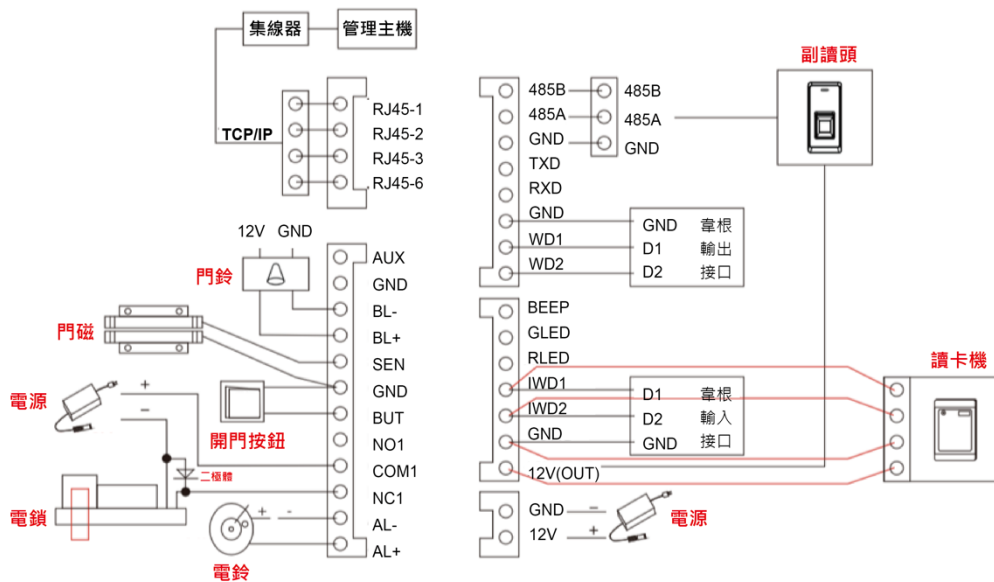 集線器
管理主機
TCP/IP
RJ45-1
RJ45-2
RJ45-3
RJ45-6
12V GND
門鈴
門磁
電源
+
−
開門按鈕
二極體
電鎖
+ -
電鈴
AUX
GND
BL-
BL+
SEN
GND
BUT
NO1
COM1
NC1
AL-
AL+
485B
485A
GND
TXD
RXD
GND
WD1
WD2
485B
485A
GND
副讀頭
GND 韋根
D1 輸出
D2 接口
BEEP
GLED
RLED
IWD1
IWD2
GND
12V(OUT)
D1 韋根
D2 輸入
GND 接口
讀卡機
GND −
12V +
電源